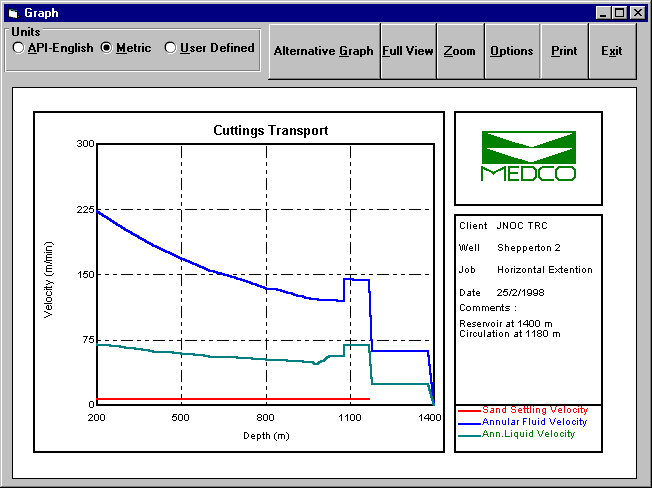 Graph
Units
API-English Metric User Defined
Alternative Graph Full View Zoom Options Print Exit
Cuttings Transport
300
225
150
75
0
Velocity (m/min)
200 500 800 1100 1400
Depth (m)
MEDCO
Client JNOC TRC
Well Shepperton 2
Job Horizontal Extention
Date 25/2/1998
Comments :
Reservoir at 1400 m
Circulation at 1180 m
Sand Settling Velocity
Annular Fluid Velocity
Ann.Liquid Velocity